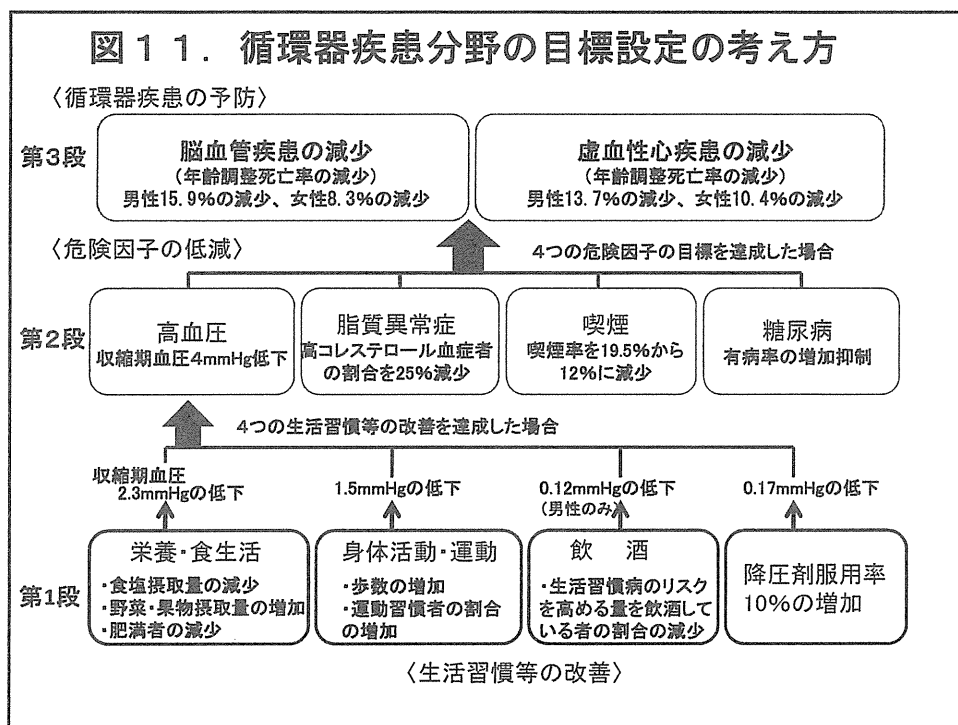 図11. 循環器疾患分野の目標設定の考え方
〈循環器疾患の予防〉
第3段
脳血管疾患の減少
(年齢調整死亡率の減少)
男性15.9%の減少、女性8.3%の減少
虚血性心疾患の減少
(年齢調整死亡率の減少)
男性13.7%の減少、女性10.4%の減少
〈危険因子の低減〉
4つの危険因子の目標を達成した場合
第2段
高血圧
収縮期血圧4mmHg低下
脂質異常症
高コレステロール血症者
の割合を25%減少
喫煙
喫煙率を19.5%から
12%に減少
糖尿病
有病率の増加抑制
4つの生活習慣等の改善を達成した場合
収縮期血圧
2.3mmHgの低下
1.5mmHgの低下
0.12mmHgの低下
(男性のみ)
0.17mmHgの低下
第1段
栄養・食生活
・食塩摂取量の減少
・野菜・果物摂取量の増加
・肥満者の減少
身体活動・運動
・歩数の増加
・運動習慣者の割合
の増加
飲 酒
・生活習慣病のリスク
を高める量を飲酒して
いる者の割合の減少
降圧剤服用率
10%の増加
〈生活習慣等の改善〉